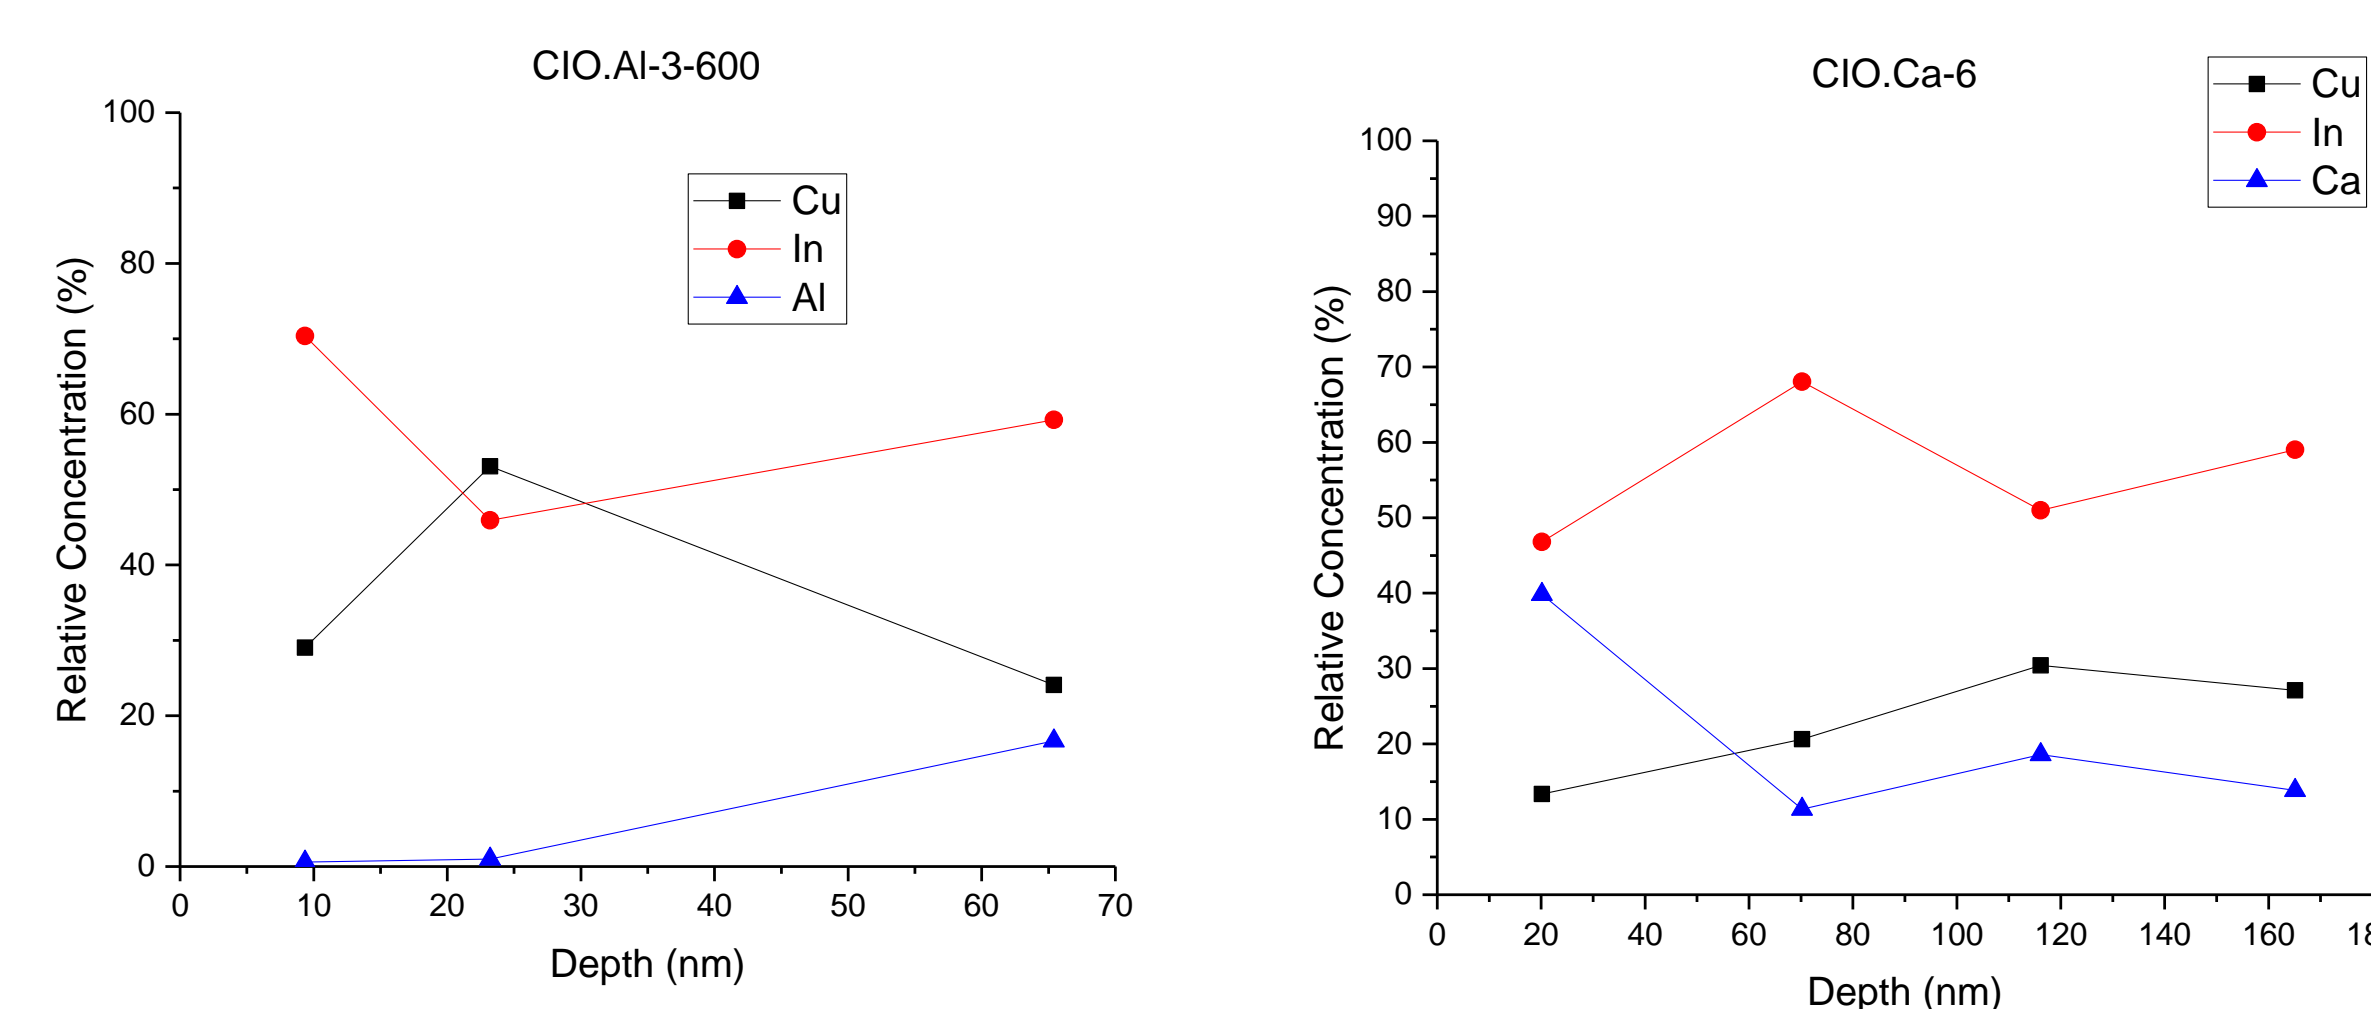 CIO.Al-3-600
Cu
In
Al
100
80
60
40
20
0
0 10 20 30 40 50 60 70
Relative Concentration (%)
Depth (nm)
CIO.Ca-6
Cu
In
Ca
100
90
80
70
60
50
40
30
20
10
0
0 20 40 60 80 100 120 140 160
Relative Concentration (%)
Depth (nm)